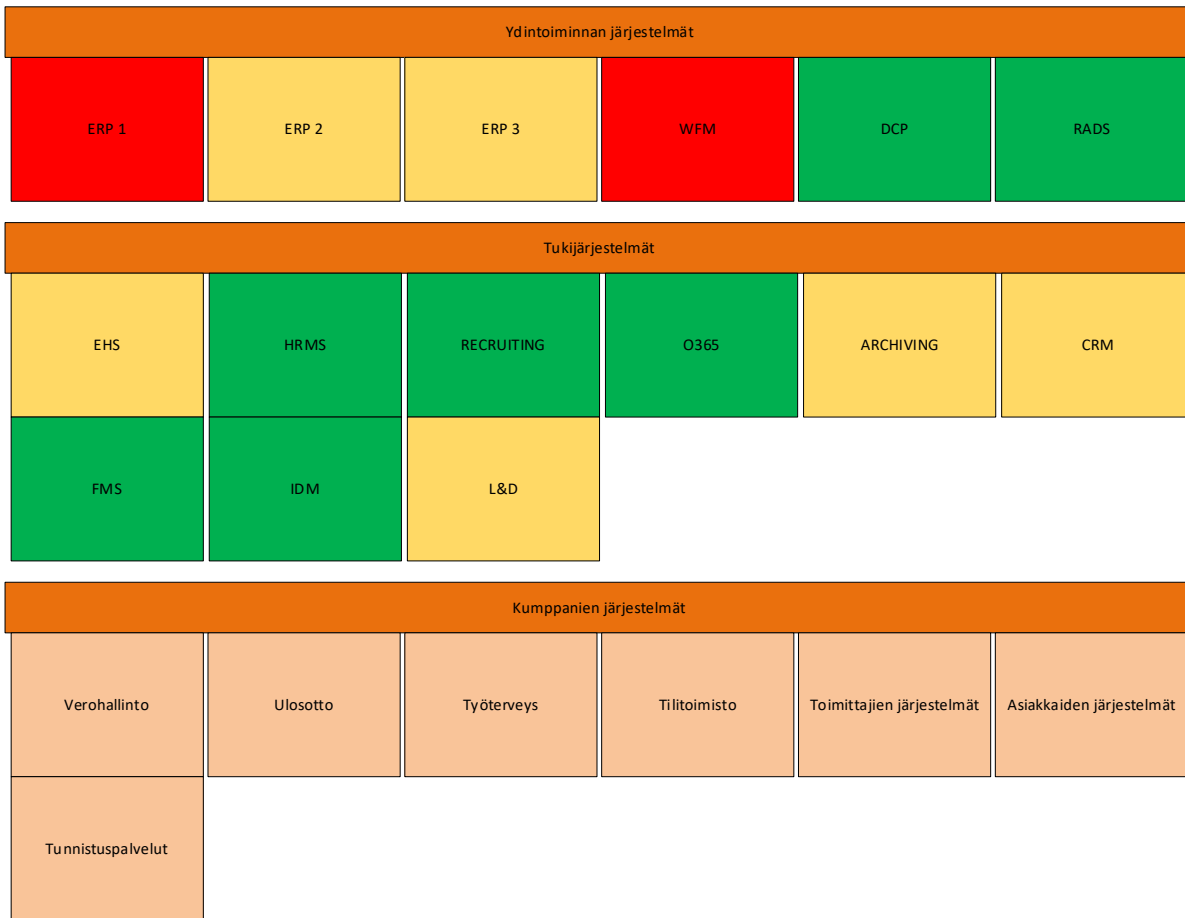 Ydintoiminnan järjestelmät
ERP 1
ERP 2
ERP 3
WFM
DCP
RADS
Tukijärjestelmät
EHS
HRMS
RECRUITING
O365
ARCHIVING
CRM
FMS
IDM
L&D
Kumppanien järjestelmät
Verohallinto
Ulosotto
Työterveys
Tilitoimisto
Toimittajien järjestelmät
Asiakkaiden järjestelmät
Tunnistuspalvelut